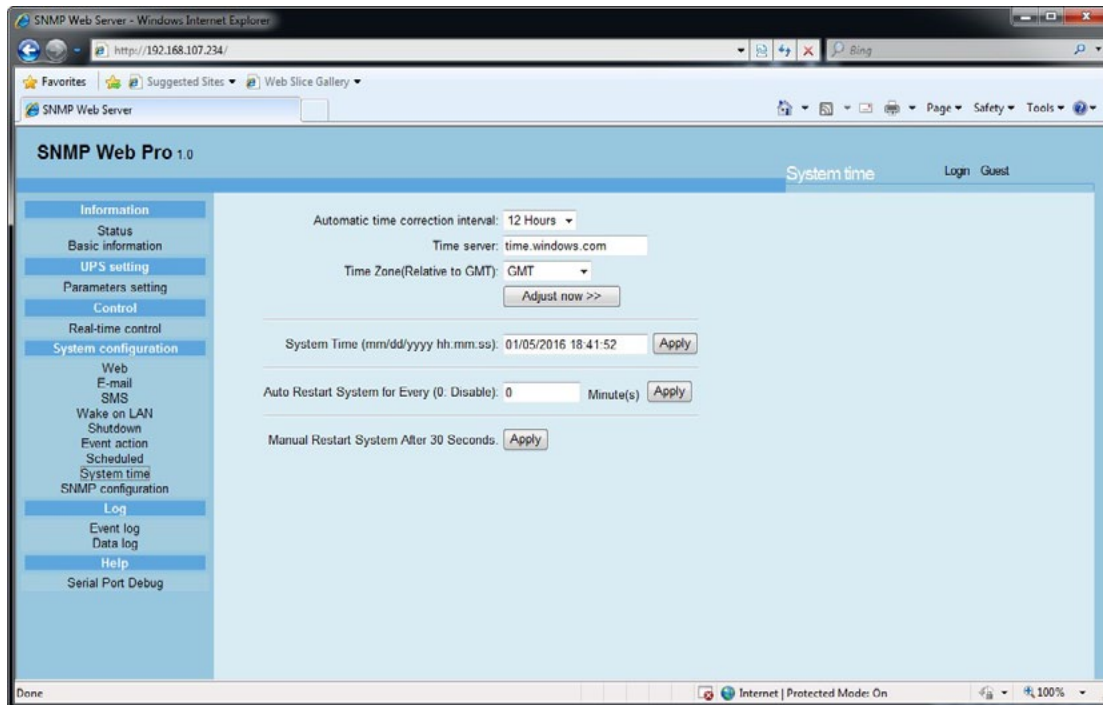 SNMP Web Server - Windows Internet Explorer
http://192.168.107.234/
Bing
Favorites Suggested Sites Web Slice Gallery
SNMP Web Server
Page Safety Tools
SNMP Web Pro 1.0
System time
Login Guest
Information
Status
Basic information
UPS setting
Parameters setting
Control
Real-time control
System configuration
Web
E-mail
SMS
Wake on LAN
Shutdown
Event action
Scheduled
System time
SNMP configuration
Log
Event log
Data log
Help
Serial Port Debug
Automatic time correction interval: 12 Hours
Time server: time.windows.com
Time Zone(Relative to GMT): GMT
Adjust now >>
System Time (mm/dd/yyyy hh:mm:ss): 01/05/2016 18:41:52 Apply
Auto Restart System for Every (0: Disable): 0 Minute(s) Apply
Manual Restart System After 30 Seconds. Apply
Done
Internet | Protected Mode: On
100%